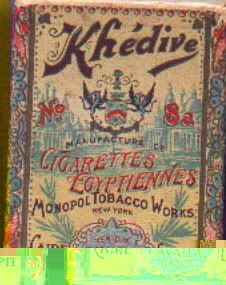 Khédive
No 8a
MANUFACTURE DE
CIGARETTES
EGYPTIENNES
MONOPOL TOBACCO WORKS
NEW YORK